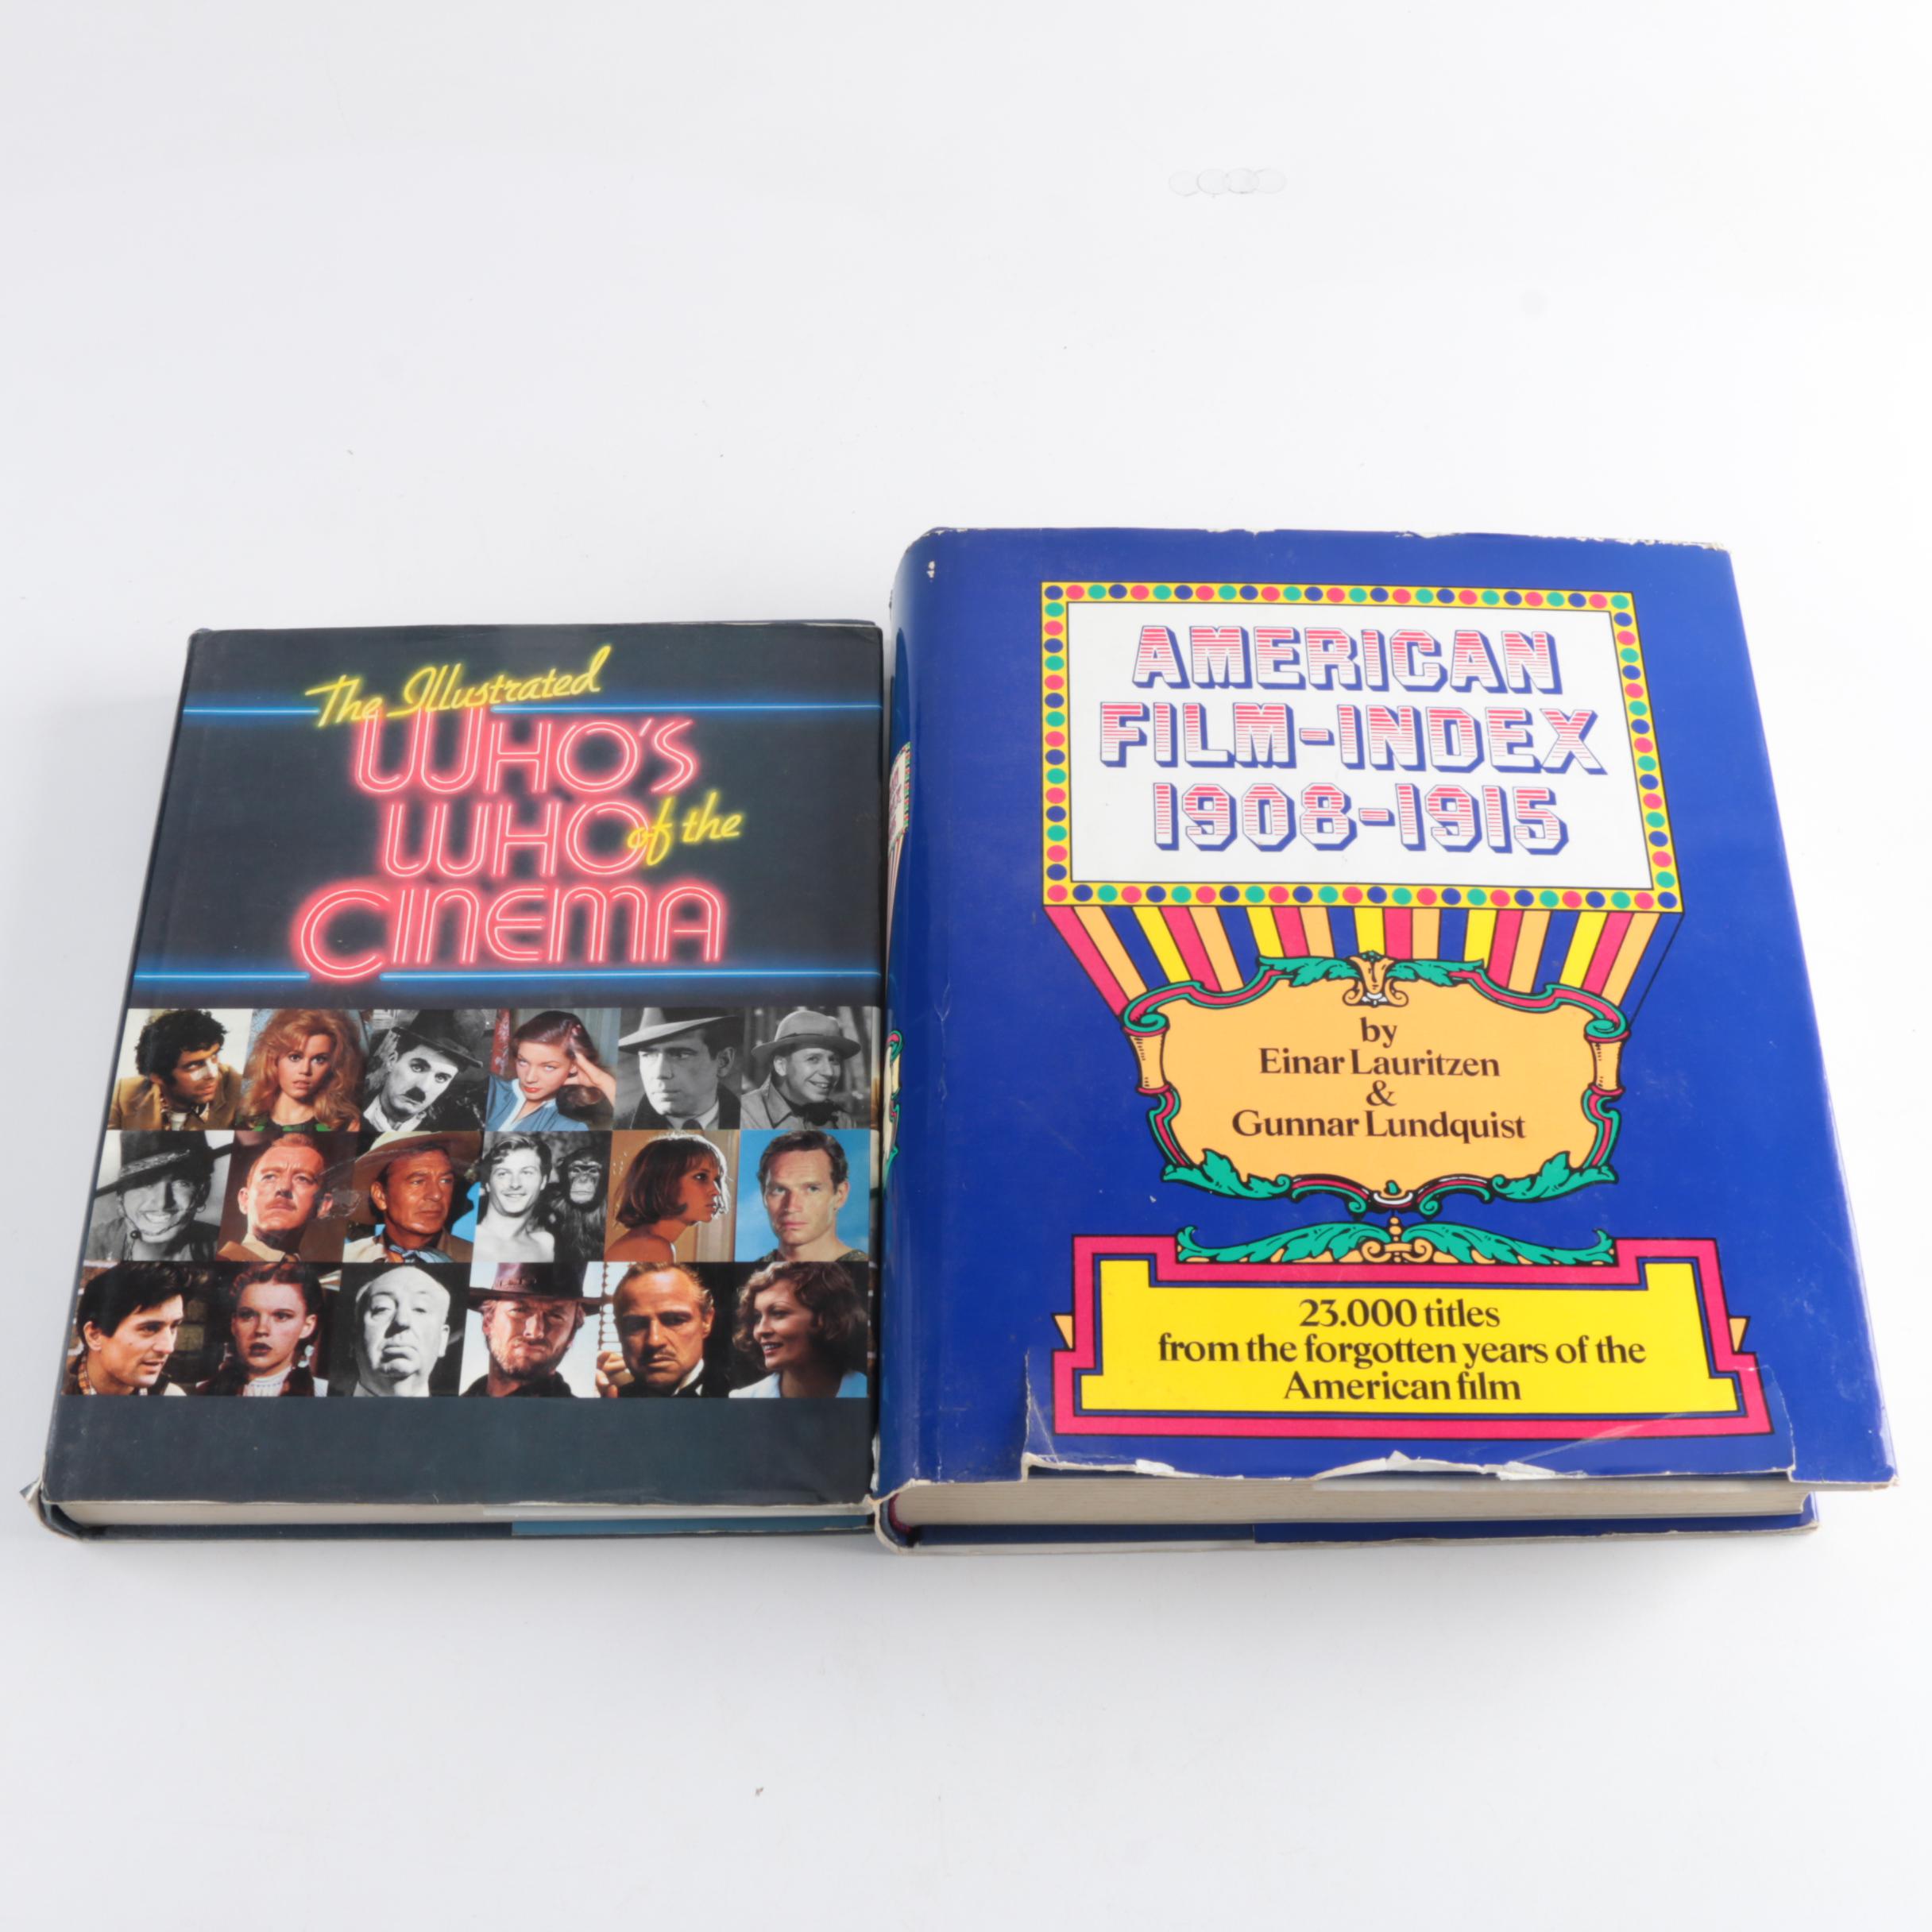 The Illustrated
WHO'S
WHO of the
CINEMA
AMERICAN
FILM-INDEX
1908-1915
by
Einar Lauritzen
&
Gunnar Lundquist
23.000 titles
from the forgotten years of the
American film